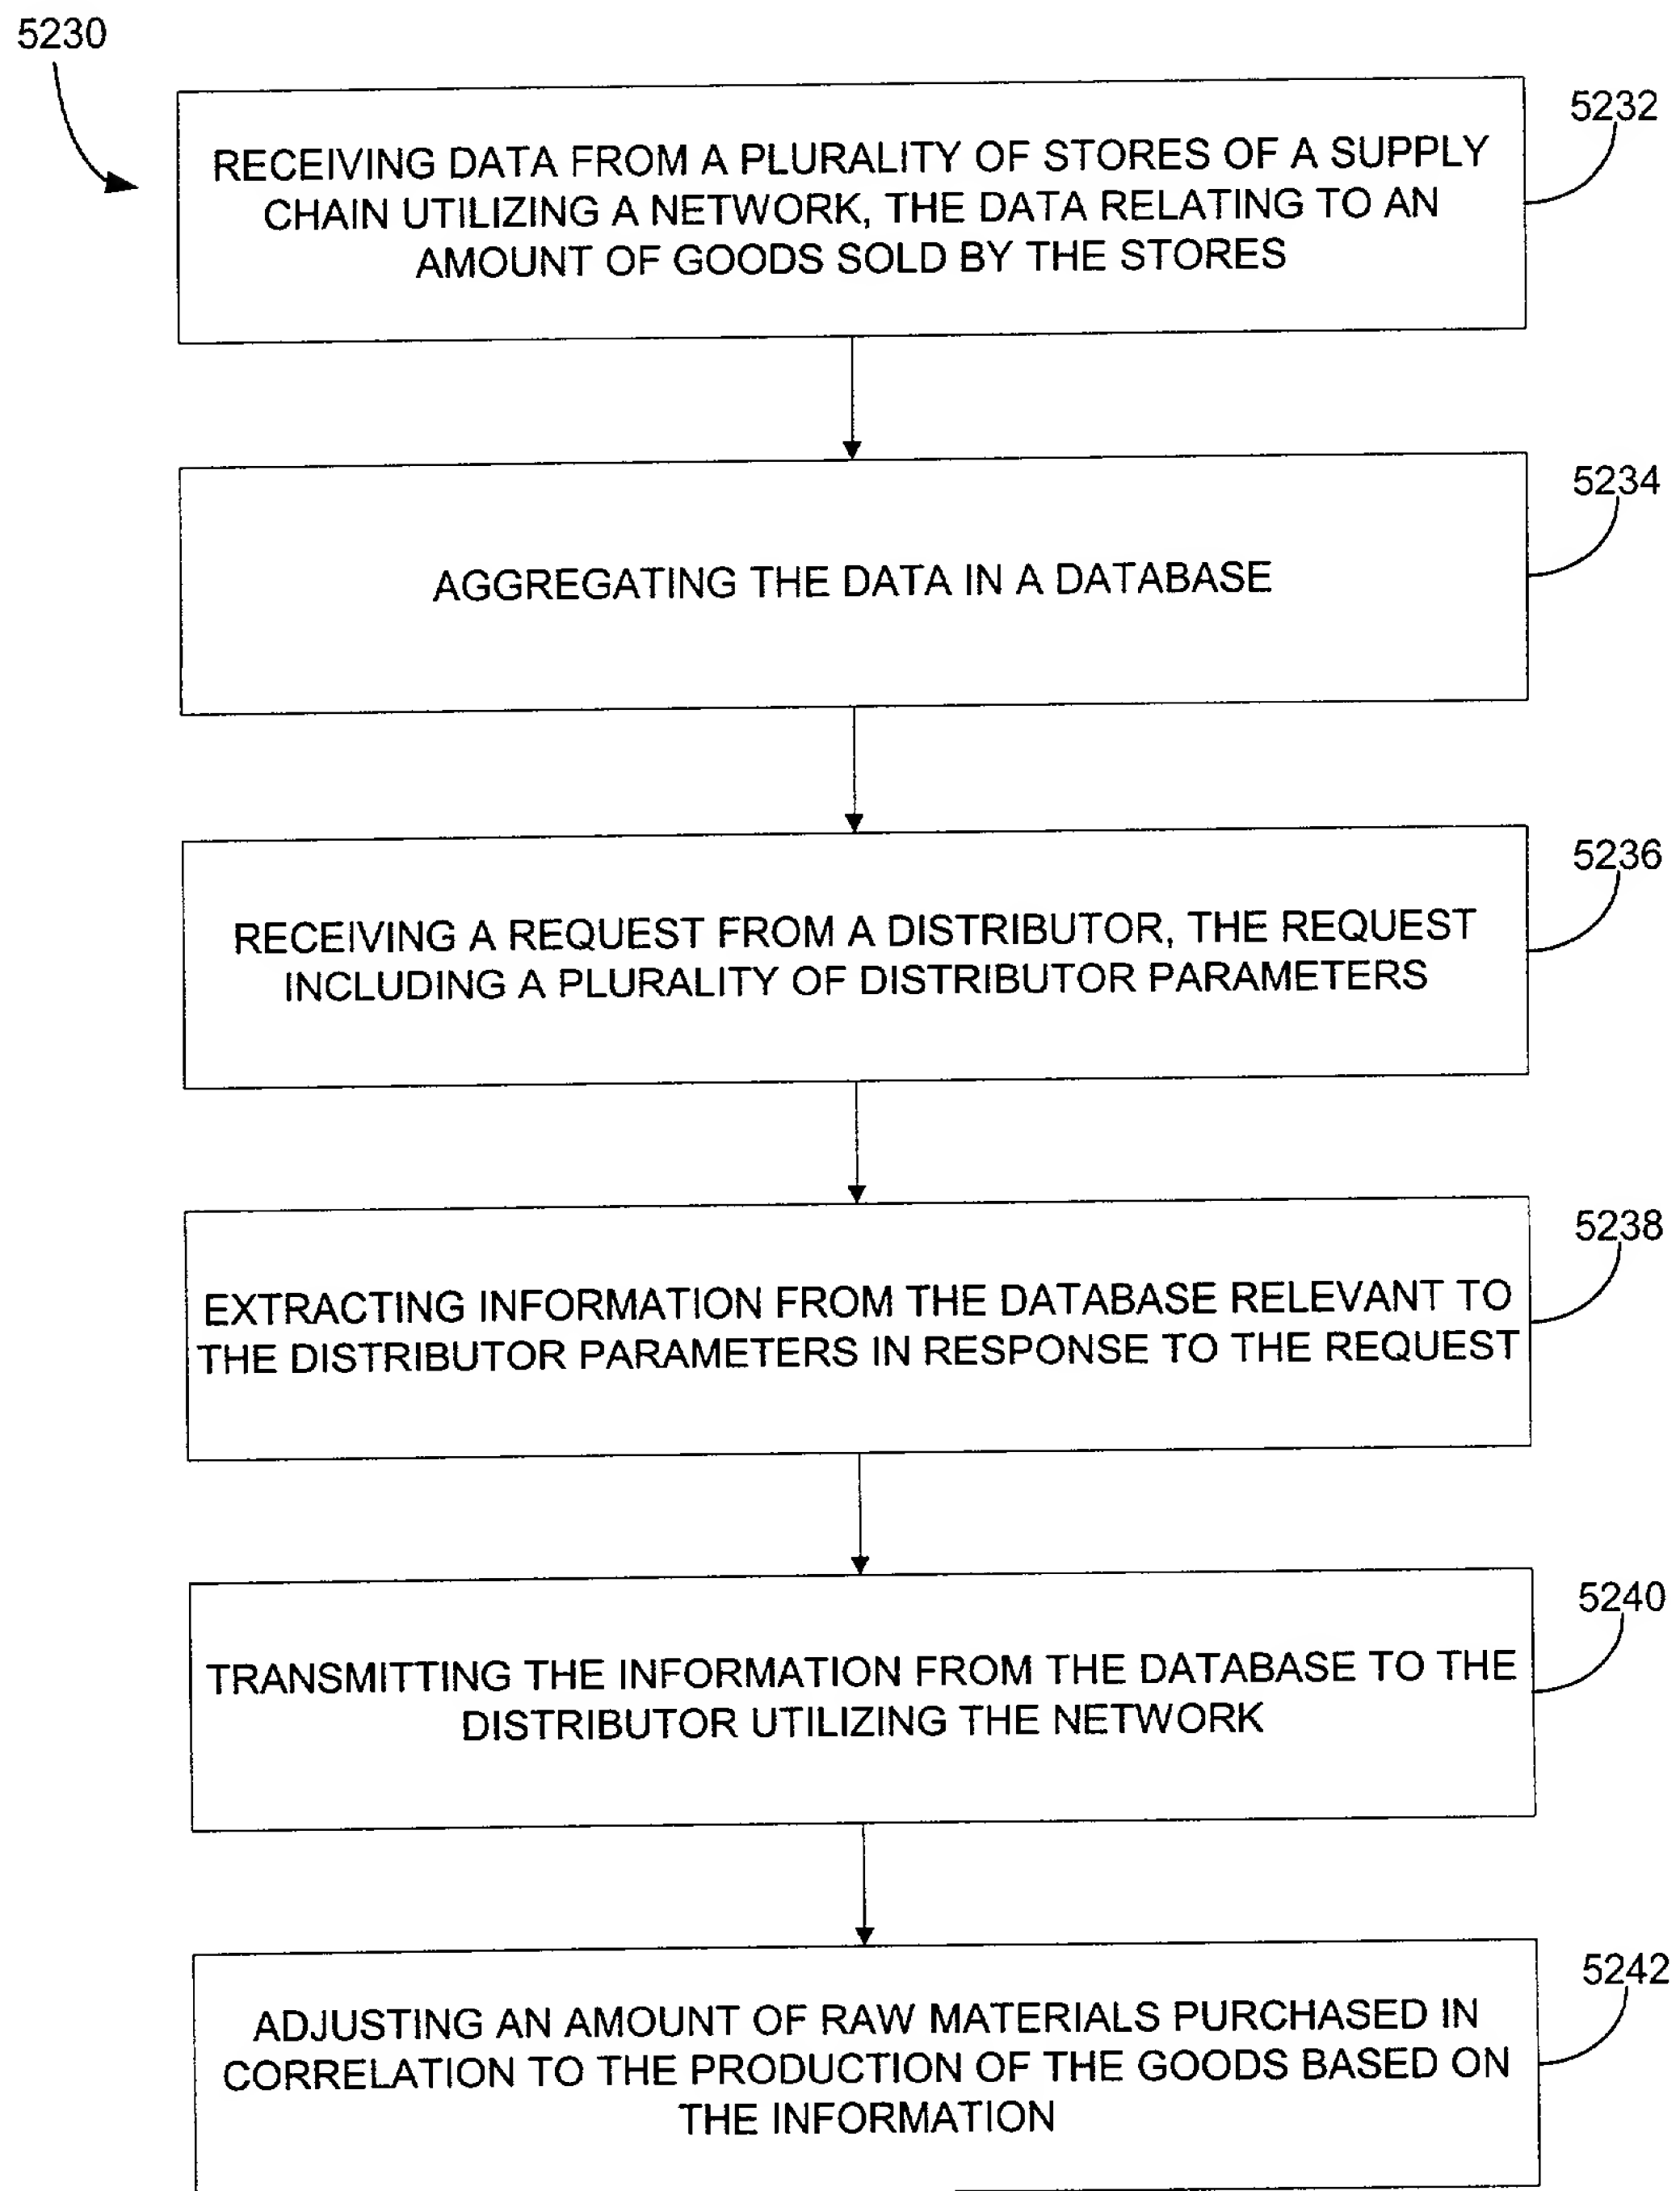 5230
5232
RECEIVING DATA FROM A PLURALITY OF STORES OF A SUPPLY
CHAIN UTILIZING A NETWORK, THE DATA RELATING TO AN
AMOUNT OF GOODS SOLD BY THE STORES
5234
AGGREGATING THE DATA IN A DATABASE
5236
RECEIVING A REQUEST FROM A DISTRIBUTOR, THE REQUEST
INCLUDING A PLURALITY OF DISTRIBUTOR PARAMETERS
5238
EXTRACTING INFORMATION FROM THE DATABASE RELEVANT TO
THE DISTRIBUTOR PARAMETERS IN RESPONSE TO THE REQUEST
5240
TRANSMITTING THE INFORMATION FROM THE DATABASE TO THE
DISTRIBUTOR UTILIZING THE NETWORK
5242
ADJUSTING AN AMOUNT OF RAW MATERIALS PURCHASED IN
CORRELATION TO THE PRODUCTION OF THE GOODS BASED ON
THE INFORMATION